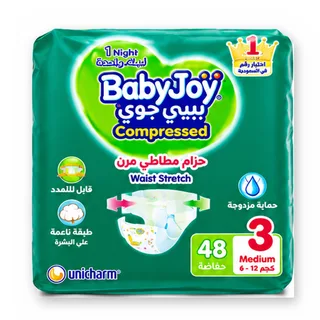 1 Night
ليلة واحدة
BabyJoy
بيبي جوي
Compressed
1
اختيار رقم
في السعودية
حزام مطاطي مرن
Waist Stretch
قابل للتمدد
طبقة ناعمة
على البشرة
حماية مزدوجة
48
حفاضة
3
Medium
6 - 12 كجم
unicharm